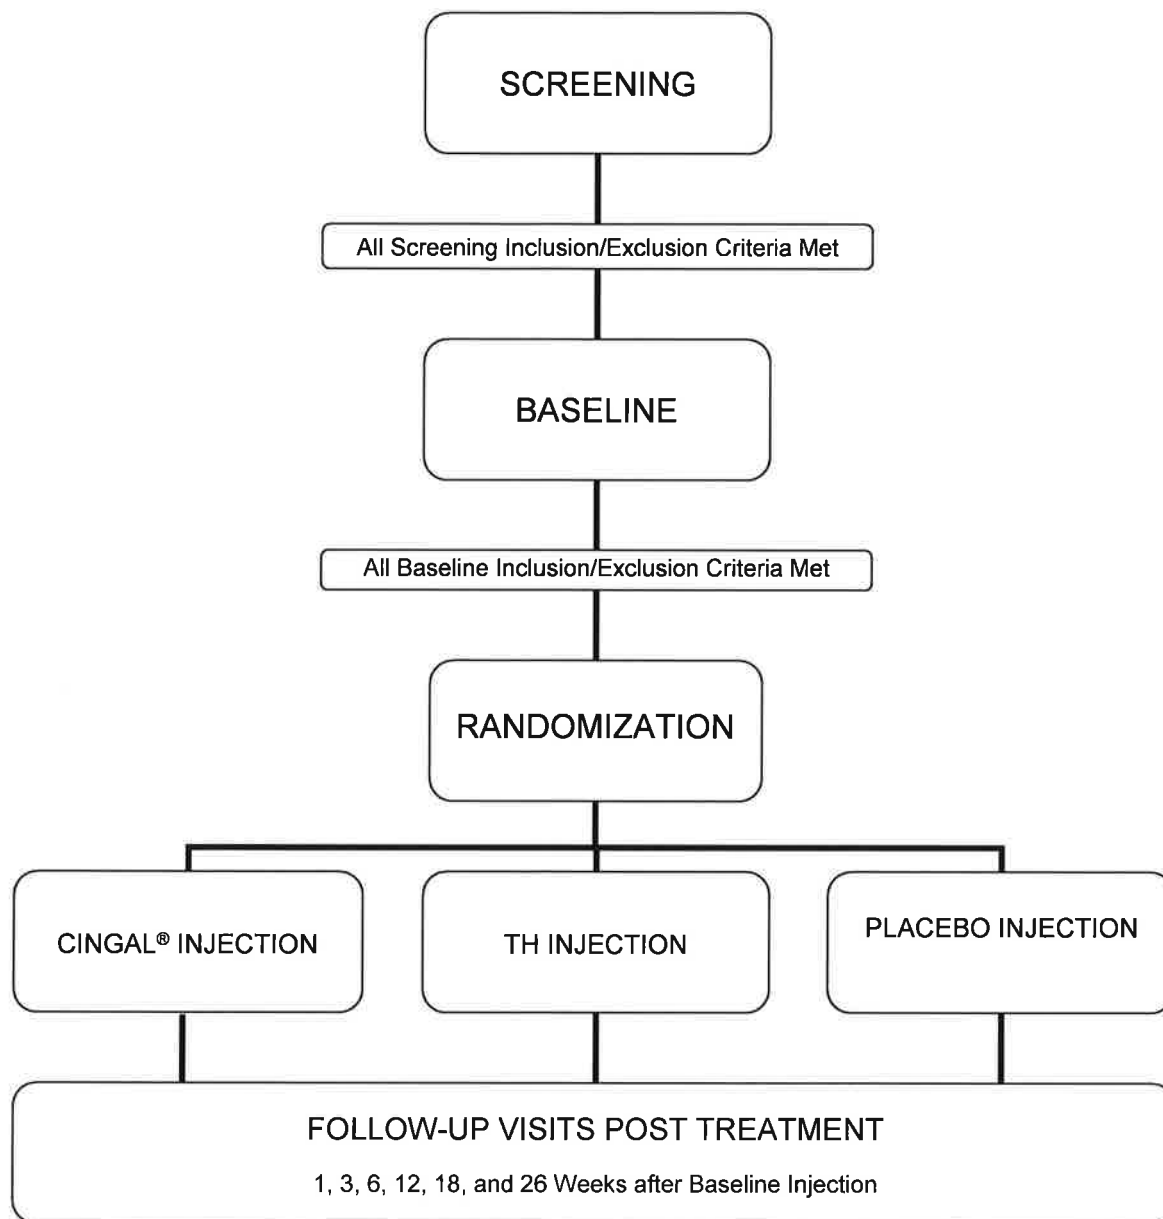 SCREENING
All Screening Inclusion/Exclusion Criteria Met
BASELINE
All Baseline Inclusion/Exclusion Criteria Met
RANDOMIZATION
CINGAL® INJECTION
TH INJECTION
PLACEBO INJECTION
FOLLOW-UP VISITS POST TREATMENT
1, 3, 6, 12, 18, and 26 Weeks after Baseline Injection